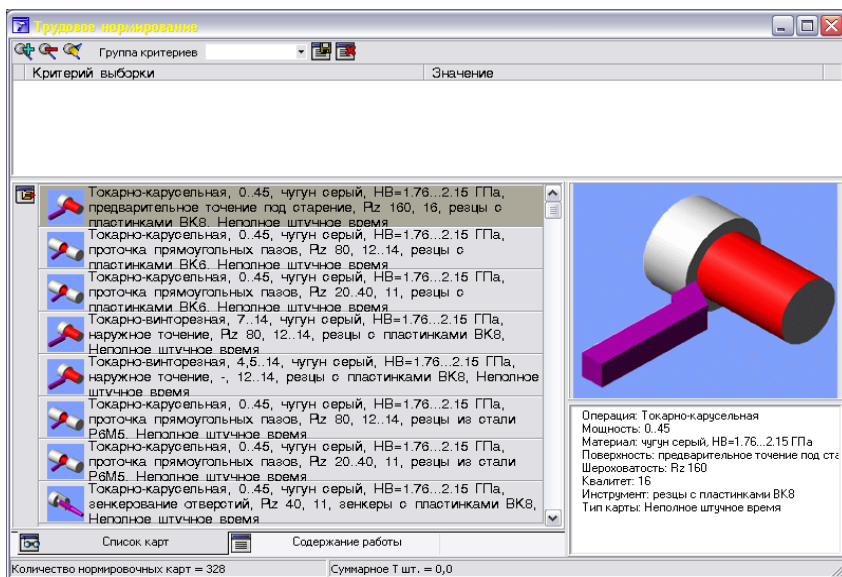 Трудовое нормирование
Группа критериев
Критерий выборки Значение
Токарно-карусельная, 0..45, чугун серый, HB=1.76...2.15 ГПа,
предварительное точение под старение, Rz 160, 16, резцы с
пластинками ВК8, Неполное штучное время
Токарно-карусельная, 0..45, чугун серый, HB=1.76...2.15 ГПа,
проточка прямоугольных пазов, Rz 80, 12..14, резцы с
пластинками ВК6, Неполное штучное время
Токарно-карусельная, 0..45, чугун серый, HB=1.76...2.15 ГПа,
проточка прямоугольных пазов, Rz 20..40, 11, резцы с
пластинками ВК6, Неполное штучное время
Токарно-винторезная, 7..14, чугун серый, HB=1.76...2.15 ГПа,
наружное точение, Rz 80, 12..14, резцы с пластинками ВК8,
Неполное штучное время
Токарно-винторезная, 4,5..14, чугун серый, HB=1.76...2.15 ГПа,
наружное точение, -, 12..14, резцы с пластинками ВК8, Неполное
штучное время
Токарно-карусельная, 0..45, чугун серый, HB=1.76...2.15 ГПа,
проточка прямоугольных пазов, Rz 80, 12..14, резцы из стали
Р6М5, Неполное штучное время
Токарно-карусельная, 0..45, чугун серый, HB=1.76...2.15 ГПа,
проточка прямоугольных пазов, Rz 20..40, 11, резцы из стали
Р6М5, Неполное штучное время
Токарно-карусельная, 0..45, чугун серый, HB=1.76...2.15 ГПа,
зенкерование отверстий, Rz 40, 11, зенкеры с пластинками ВК8,
Неполное штучное время
Операция: Токарно-карусельная
Мощность: 0..45
Материал: чугун серый, HB=1.76...2.15 ГПа
Поверхность: предварительное точение под ста
Шероховатость: Rz 160
Квалитет: 16
Инструмент: резцы с пластинками ВК8
Тип карты: Неполное штучное время
Список карт Содержание работы
Количество нормировочных карт = 328 Суммарное Т шт. = 0,0